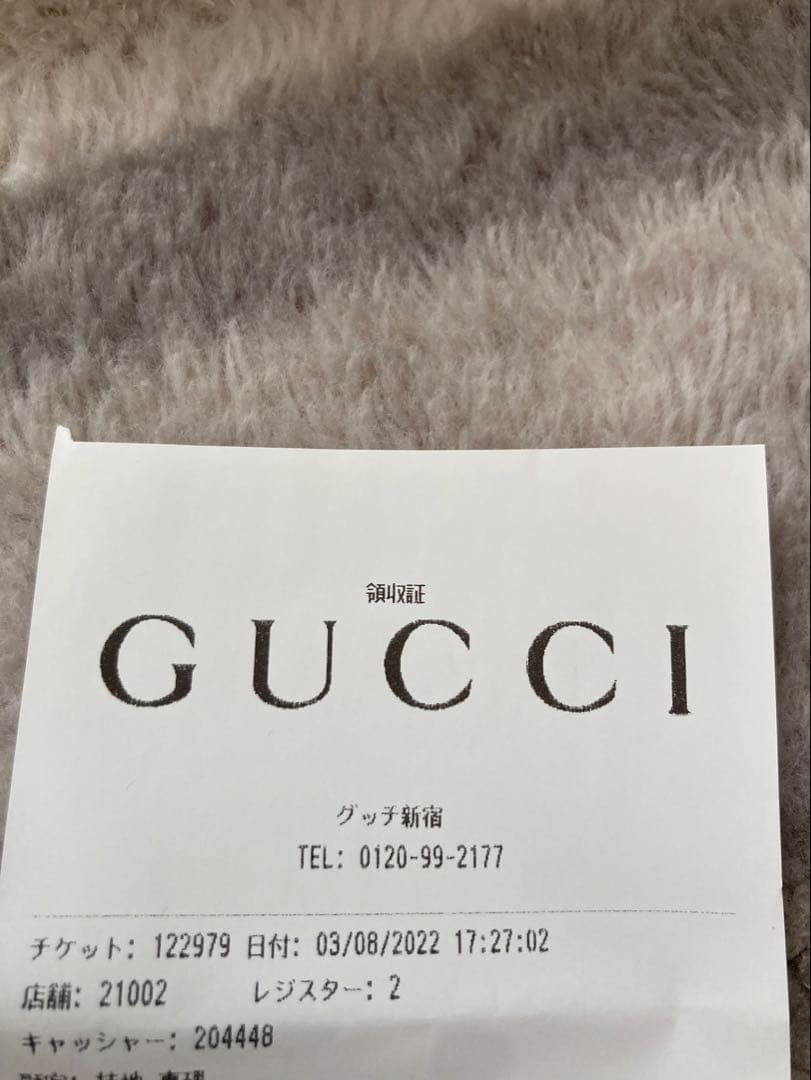 領収証
GUCCI
グッチ新宿
TEL: 0120-99-2177
チケット: 122979 日付: 03/08/2022 17:27:02
店舗: 21002 レジスター: 2
キャッシャー: 204448